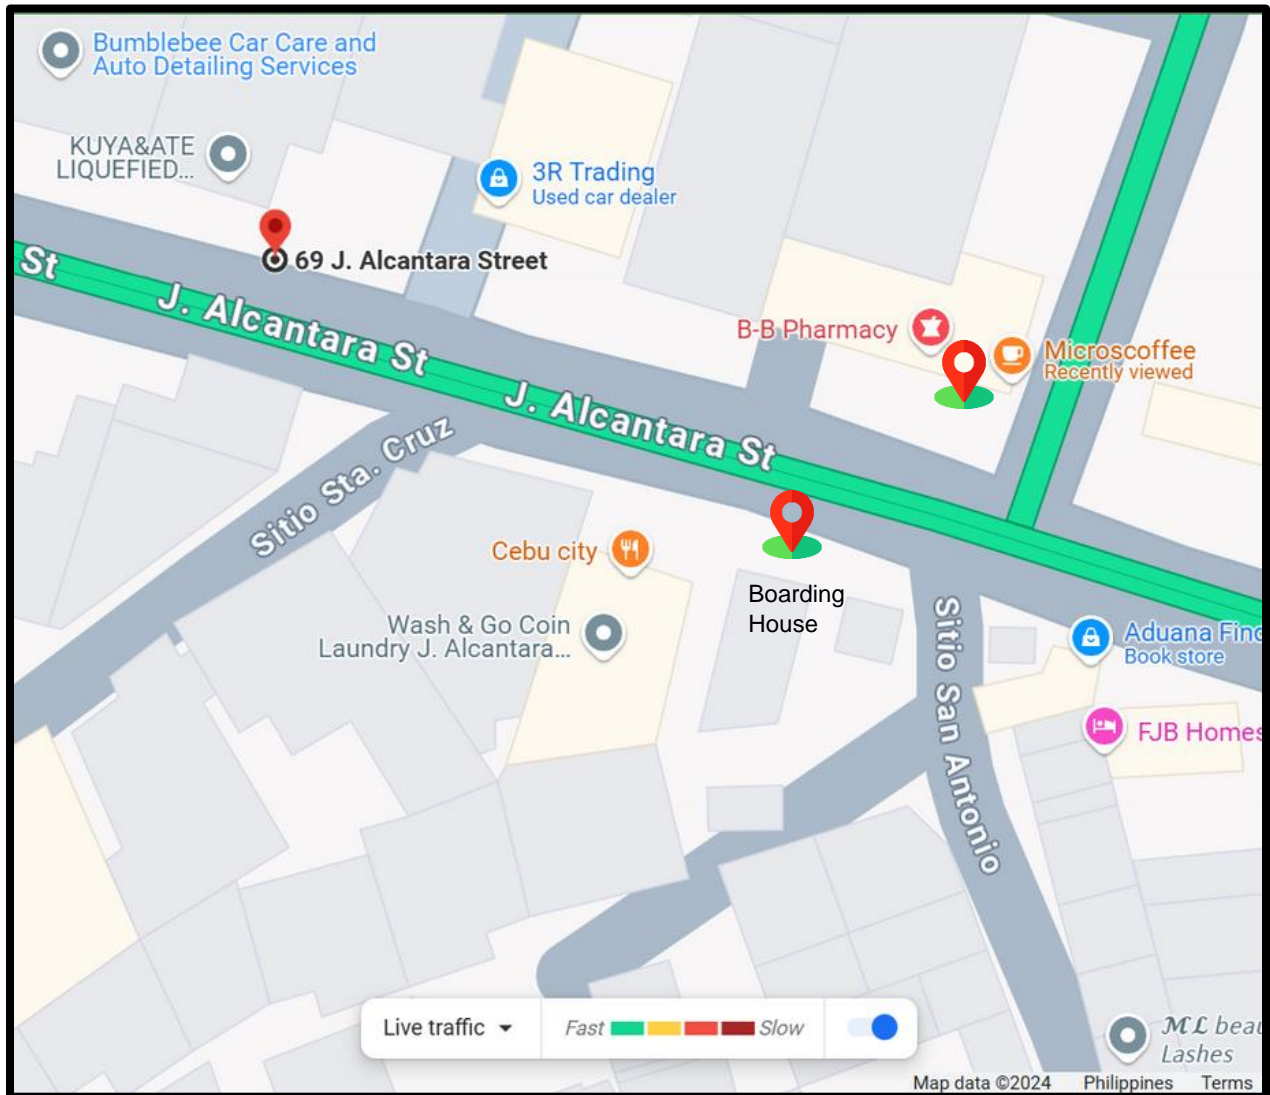 Bumblebee Car Care and
Auto Detailing Services
KUYA&ATE
LIQUEFIED...
3R Trading
Used car dealer
69 J. Alcantara Street
St
J. Alcantara St
J. Alcantara St
B-B Pharmacy
Microscoffee
Recently viewed
Sitio Sta. Cruz
Cebu city
Boarding
House
Wash & Go Coin
Laundry J. Alcantara...
Sitio San Antonio
Aduana Find
Book store
FJB Homes
ML beau
Lashes
Live traffic
Fast
Slow
Map data ©2024
Philippines
Terms